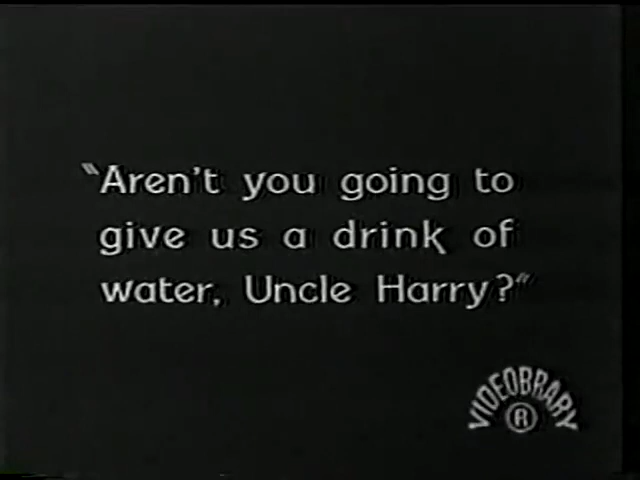 "Aren't you going to
give us a drink of
water, Uncle Harry?"
VIDEOBRARY
®